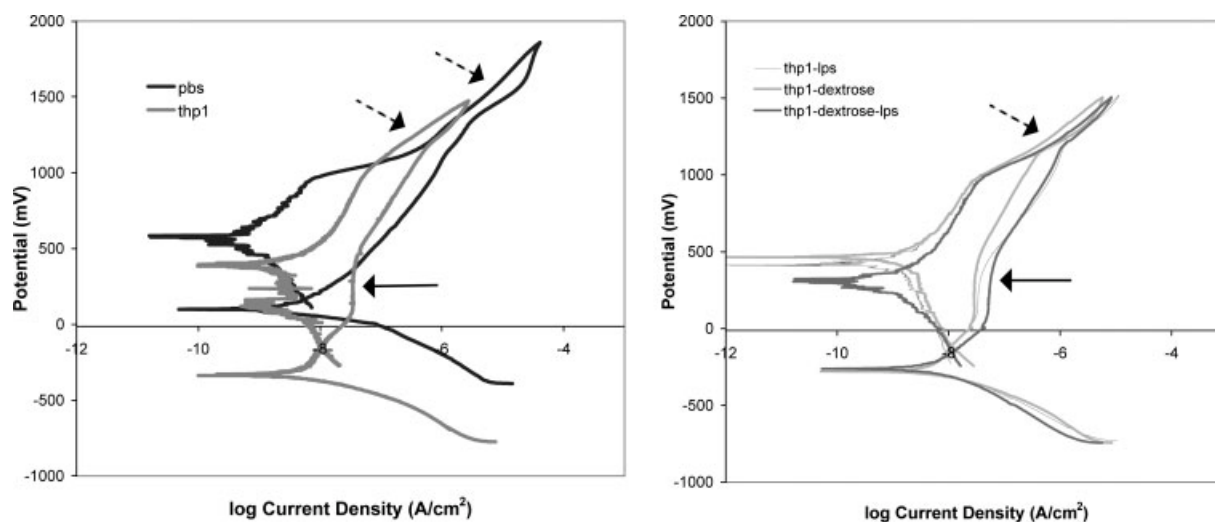 2000
1500
1000
500
0
-500
-1000
-12
-10
-8
-6
-4
Potential (mV)
log Current Density (A/cm²)
pbs
thp1
2000
1500
1000
500
0
-500
-1000
-12
-10
-8
-6
-4
Potential (mV)
log Current Density (A/cm²)
thp1-lps
thp1-dextrose
thp1-dextrose-lps